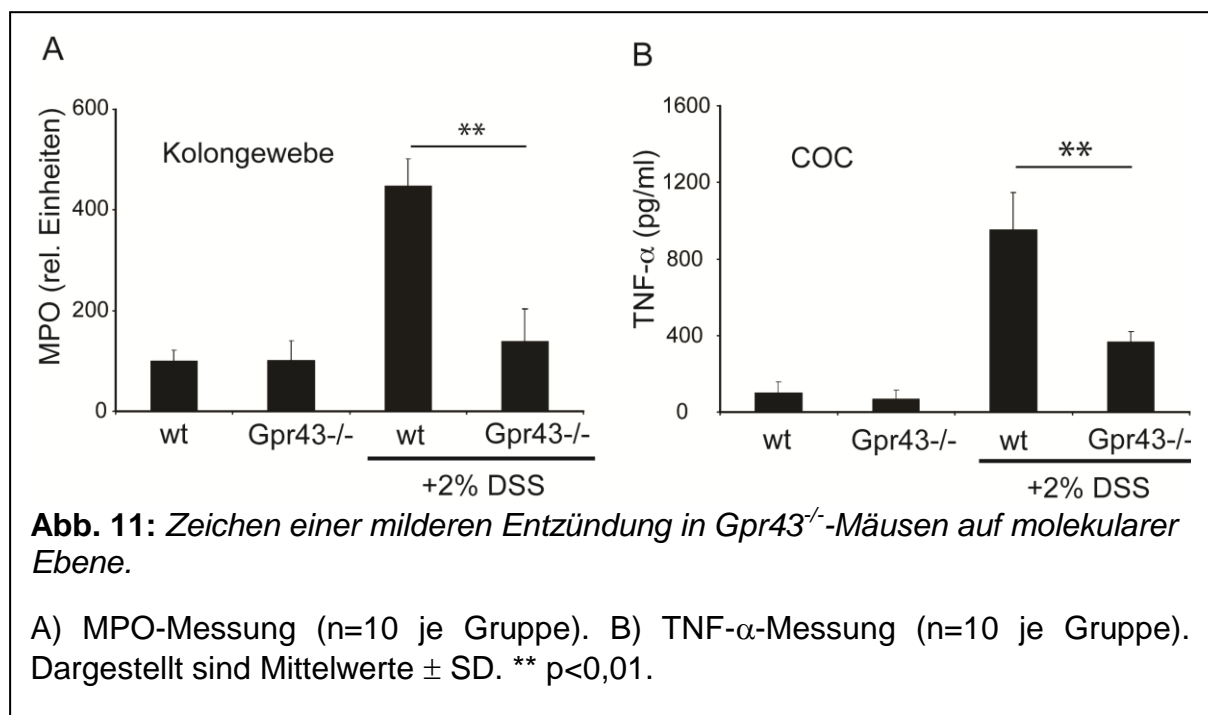 A
MPO (rel. Einheiten)
600
400
200
0
Kolongewebe
**
wt
Gpr43-/-
wt
Gpr43-/-
+2% DSS
B
TNF-α (pg/ml)
1600
1200
800
400
0
COC
**
wt
Gpr43-/-
wt
Gpr43-/-
+2% DSS
Abb. 11: Zeichen einer milderen Entzündung in Gpr43-/--Mäusen auf molekularer
Ebene.
A) MPO-Messung (n=10 je Gruppe). B) TNF-α-Messung (n=10 je Gruppe).
Dargestellt sind Mittelwerte ± SD. ** p<0,01.